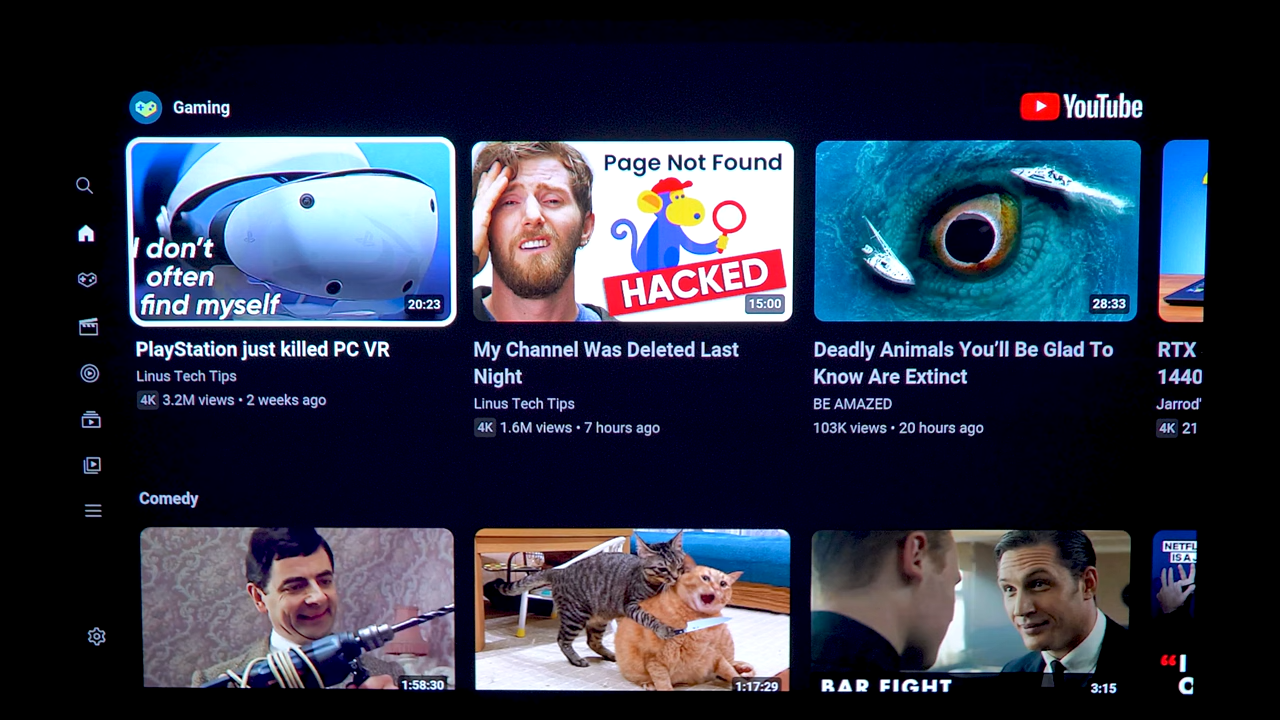 Gaming
YouTube
I don't
often
find myself
20:23
Page Not Found
HACKED
15:00
28:33
PlayStation just killed PC VR
Linus Tech Tips
4K 3.2M views • 2 weeks ago
My Channel Was Deleted Last
Night
Linus Tech Tips
4K 1.6M views • 7 hours ago
Deadly Animals You'll Be Glad To
Know Are Extinct
BE AMAZED
103K views • 20 hours ago
RTX
1440
Jarrod'
4K 21
Comedy
1:58:30
1:17:29
BAR FIGHT
3:15
NETFL
IS A
“I